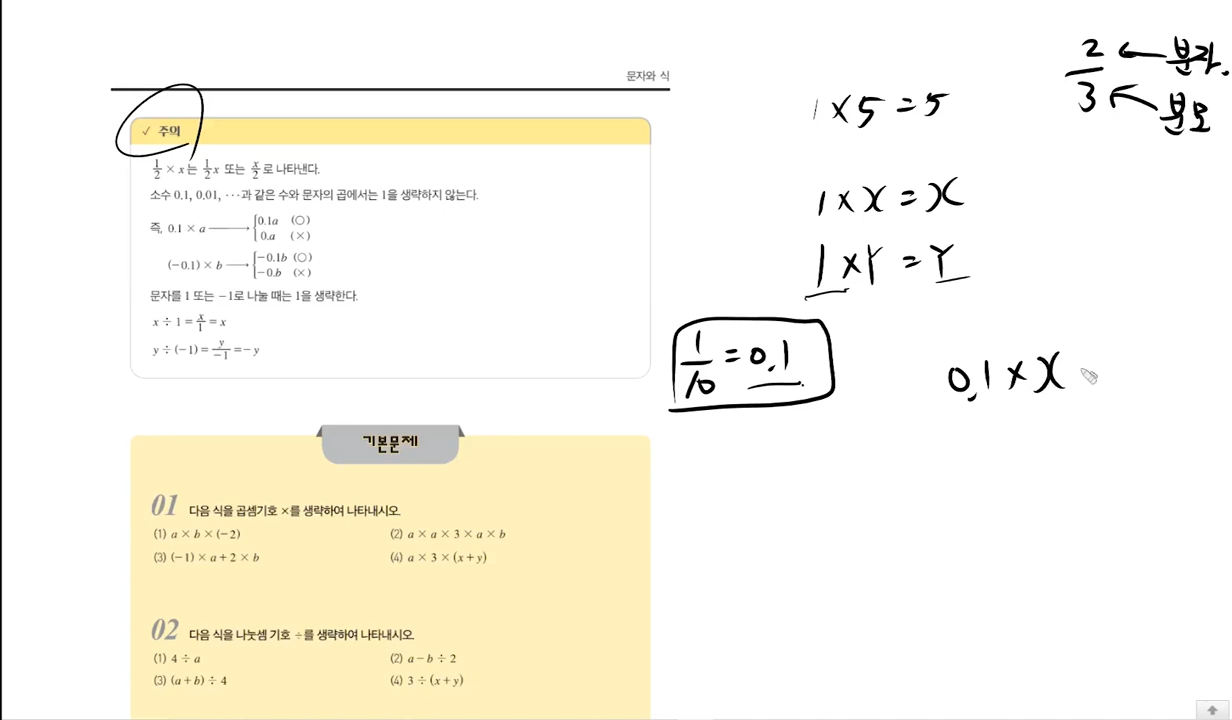 문자와 식
✓ 주의
1/2 × x는 1/2 x 또는 x/2로 나타낸다.
소수 0.1, 0.01, ⋯과 같은 수와 문자의 곱에서는 1을 생략하지 않는다.
즉, 0.1 × a ⟶ { 0.1a (○)
0.a (×)
(−0.1) × b ⟶ { −0.1b (○)
−0.b (×)
문자를 1 또는 −1로 나눌 때는 1을 생략한다.
x ÷ 1 = x/1 = x
y ÷ (−1) = y/−1 = −y
기본문제
01 다음 식을 곱셈기호 ×를 생략하여 나타내시오.
(1) a × b × (−2)
(2) a × a × 3 × a × b
(3) (−1) × a + 2 × b
(4) a × 3 × (x + y)
02 다음 식을 나눗셈 기호 ÷를 생략하여 나타내시오.
(1) 4 ÷ a
(2) a − b ÷ 2
(3) (a + b) ÷ 4
(4) 3 ÷ (x + y)
2/3 ← 분자.
← 분모
1 × 5 = 5
1 × x = x
1 × Y = Y
1/10 = 0.1
0.1 × x